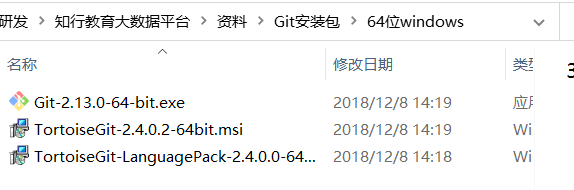 研发 > 知行教育大数据平台 > 资料 > Git安装包 > 64位windows
名称 修改日期 类
Git-2.13.0-64-bit.exe 2018/12/8 14:19 应
TortoiseGit-2.4.0.2-64bit.msi 2018/12/8 14:19 Wi
TortoiseGit-LanguagePack-2.4.0.0-64... 2018/12/8 14:18 Wi